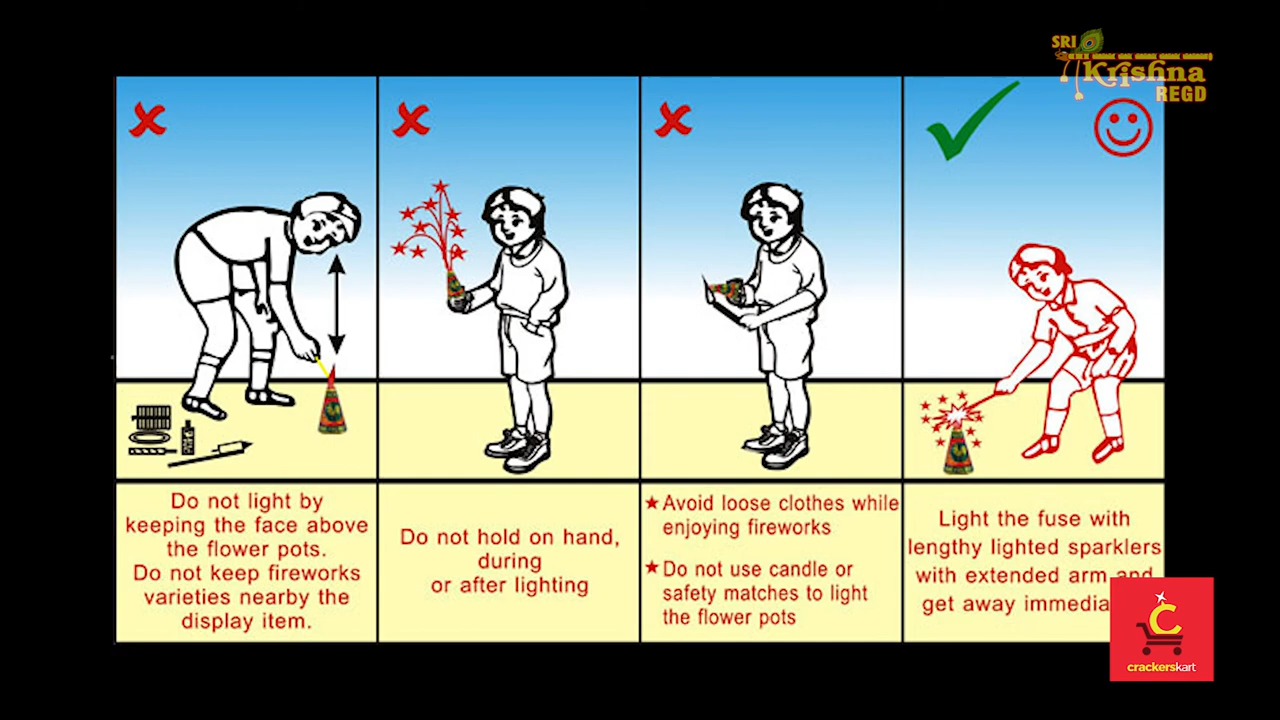 SRI
Krishna
REGD
Do not light by
keeping the face above
the flower pots.
Do not keep fireworks
varieties nearby the
display item.
Do not hold on hand,
during
or after lighting
★ Avoid loose clothes while
enjoying fireworks
★ Do not use candle or
safety matches to light
the flower pots
Light the fuse with
lengthy lighted sparklers
with extended arm and
get away
C
crackerskart